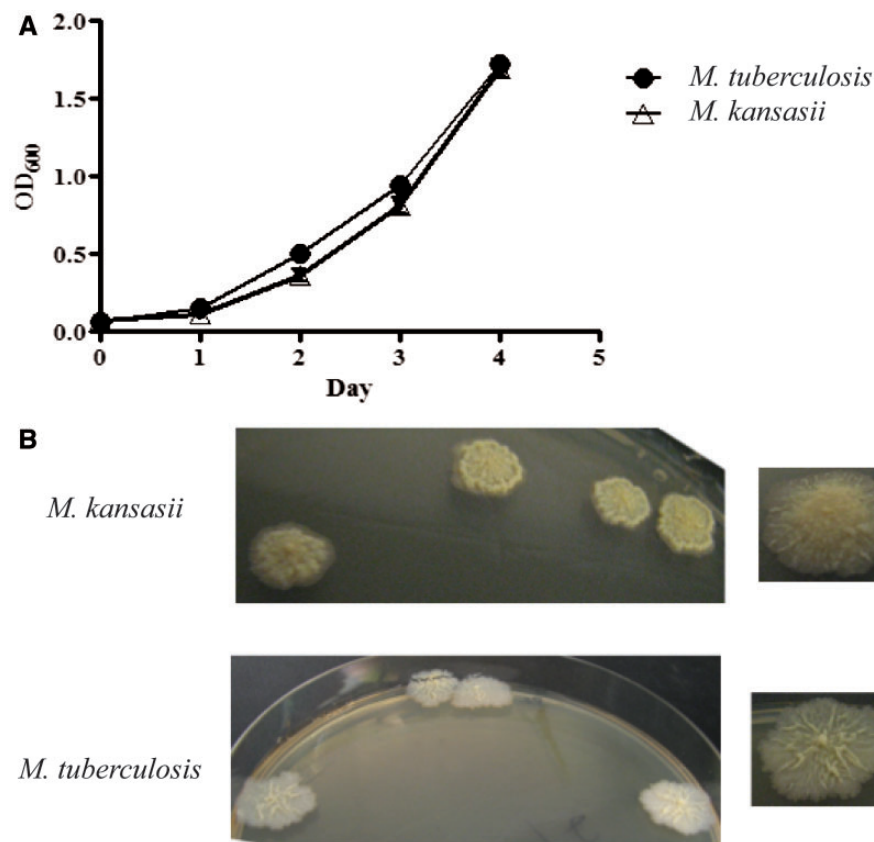 A
2.0
1.5
1.0
0.5
0.0
OD600
0 1 2 3 4 5
Day
M. tuberculosis
M. kansasii
B
M. kansasii
M. tuberculosis